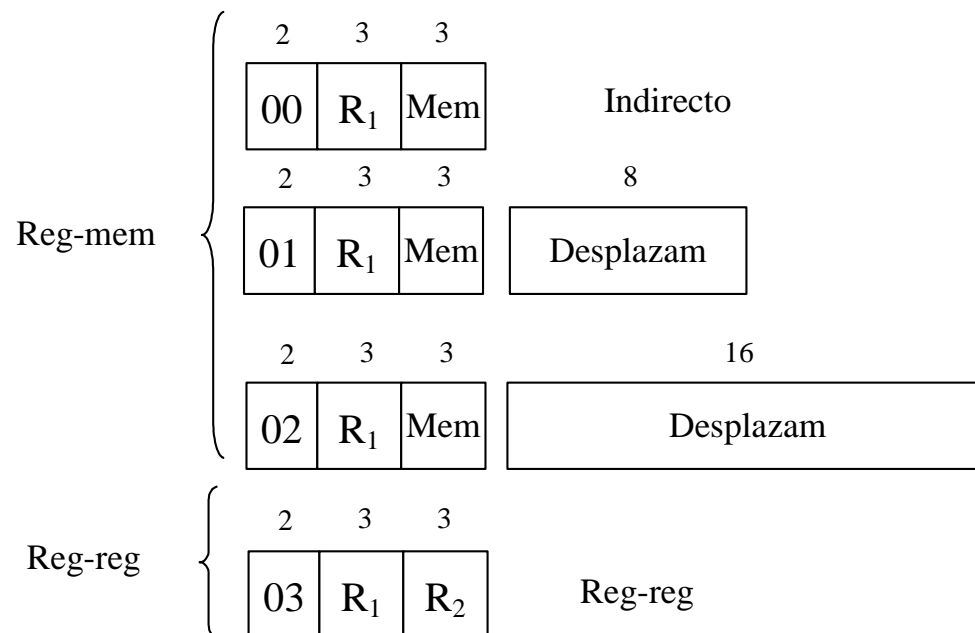 2 3 3
00 R₁ Mem Indirecto
2 3 3 8
Reg-mem
01 R₁ Mem Desplazam
2 3 3 16
02 R₁ Mem Desplazam
2 3 3
Reg-reg
03 R₁ R₂ Reg-reg